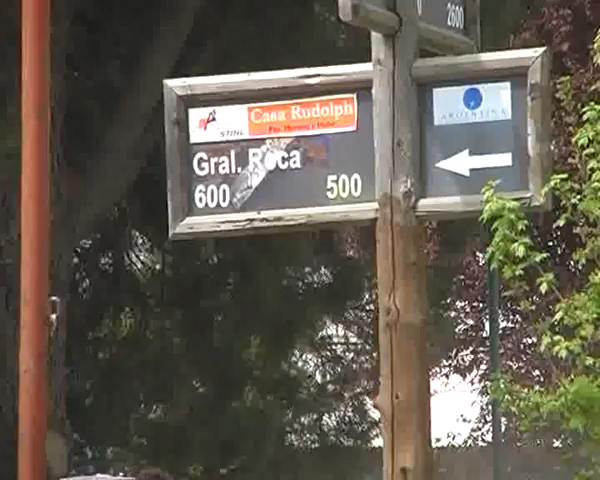 2600
Casa Rudolph
STIHL
Gral. Roca
600 500
ARGENTINA